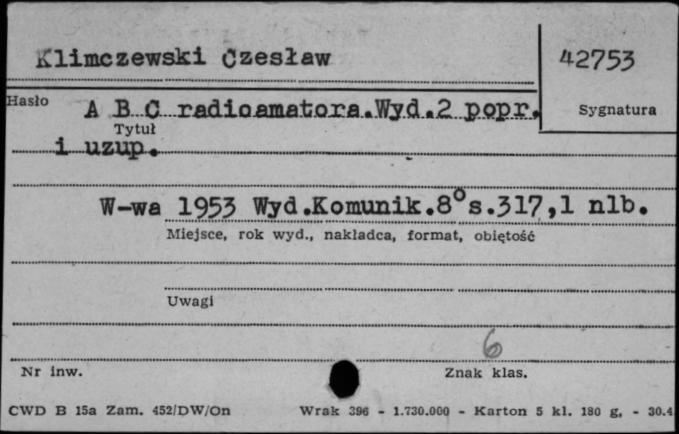 Klimczewski Czesław
42753
Hasło
A B C radioamatora.Wyd.2 popr.
Sygnatura
Tytuł
i uzup.
W-wa 1953 Wyd.Komunik.8° s.317,1 nlb.
Miejsce, rok wyd., nakładca, format, objętość
Uwagi
6
Nr inw.
Znak klas.
CWD B 15a Zam. 452/DW/On Wrak 396 - 1.730.000 - Karton 5 kl. 180 g, - 30.4